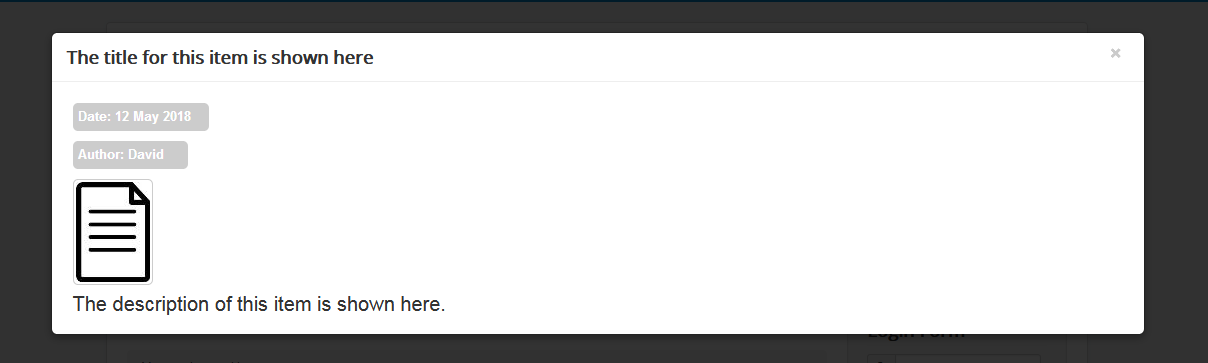 The title for this item is shown here
×
Date: 12 May 2018
Author: David
The description of this item is shown here.